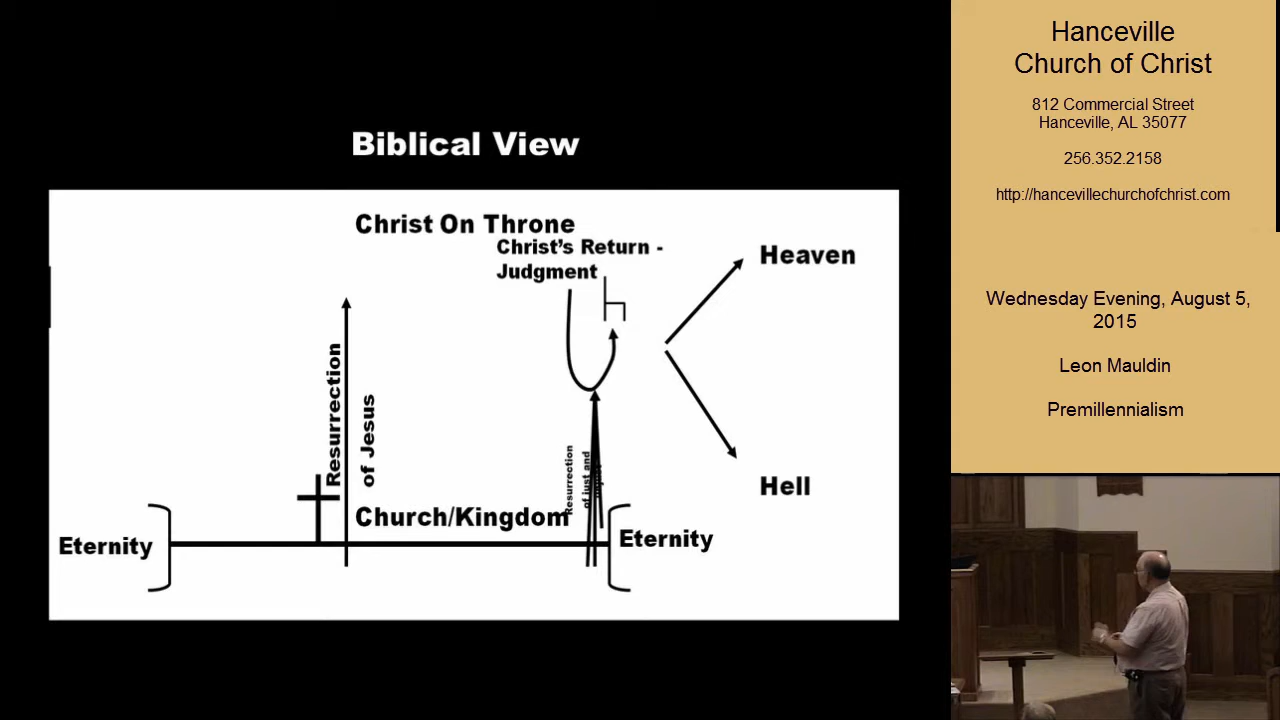 Biblical View
Christ On Throne
Christ's Return -
Judgment
Heaven
Resurrection
of Jesus
Resurrection
of just and
Hell
Church/Kingdom
Eternity
Eternity
Hanceville
Church of Christ
812 Commercial Street
Hanceville, AL 35077
256.352.2158
http://hancevillechurchofchrist.com
Wednesday Evening, August 5,
2015
Leon Mauldin
Premillennialism